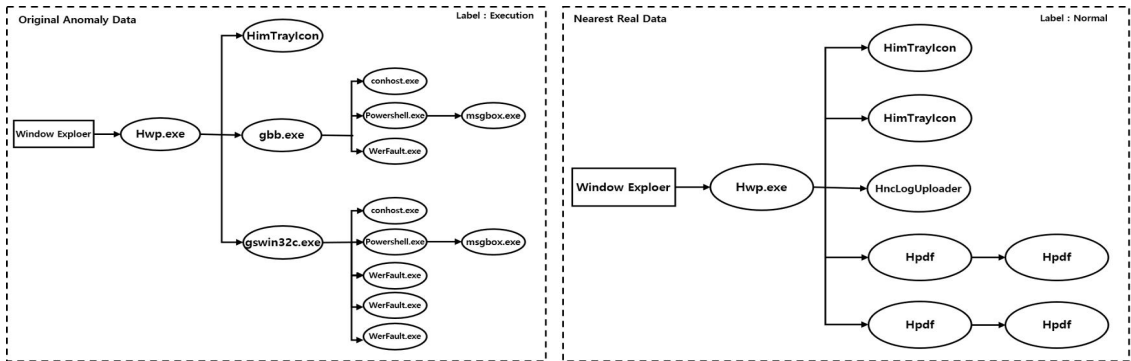 Original Anomaly Data
Label : Execution
HimTrayIcon
conhost.exe
Window Exploer
Hwp.exe
gbb.exe
Powershell.exe
msgbox.exe
WerFault.exe
conhost.exe
gswin32c.exe
Powershell.exe
msgbox.exe
WerFault.exe
WerFault.exe
WerFault.exe
Nearest Real Data
Label : Normal
HimTrayIcon
HimTrayIcon
Window Exploer
Hwp.exe
HncLogUploader
Hpdf
Hpdf
Hpdf
Hpdf